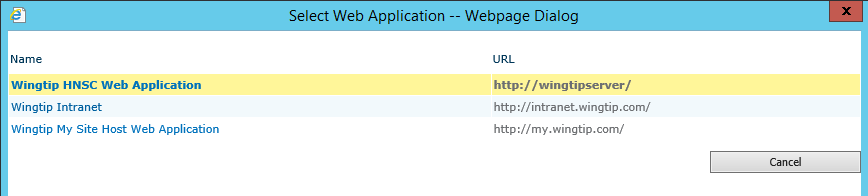 Select Web Application -- Webpage Dialog
X
Name URL
Wingtip HNSC Web Application http://wingtipserver/
Wingtip Intranet http://intranet.wingtip.com/
Wingtip My Site Host Web Application http://my.wingtip.com/
Cancel